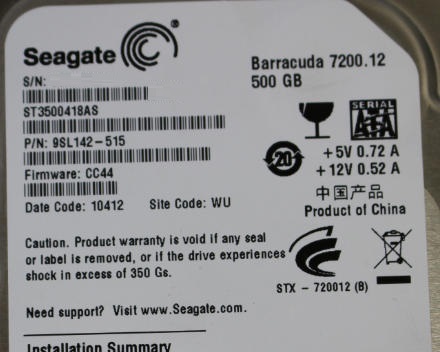 Seagate
Barracuda 7200.12
500 GB
S/N:
ST3500418AS
P/N: 9SL142-515
Firmware: CC44
Date Code: 10412 Site Code: WU
SERIAL
ATA
20
+5V 0.72 A
+12V 0.52 A
中国产品
Product of China
Caution. Product warranty is void if any seal
or label is removed, or if the drive experiences
shock in excess of 350 Gs.
STX - 720012 (B)
Need support? Visit www.Seagate.com.
Installation Summary